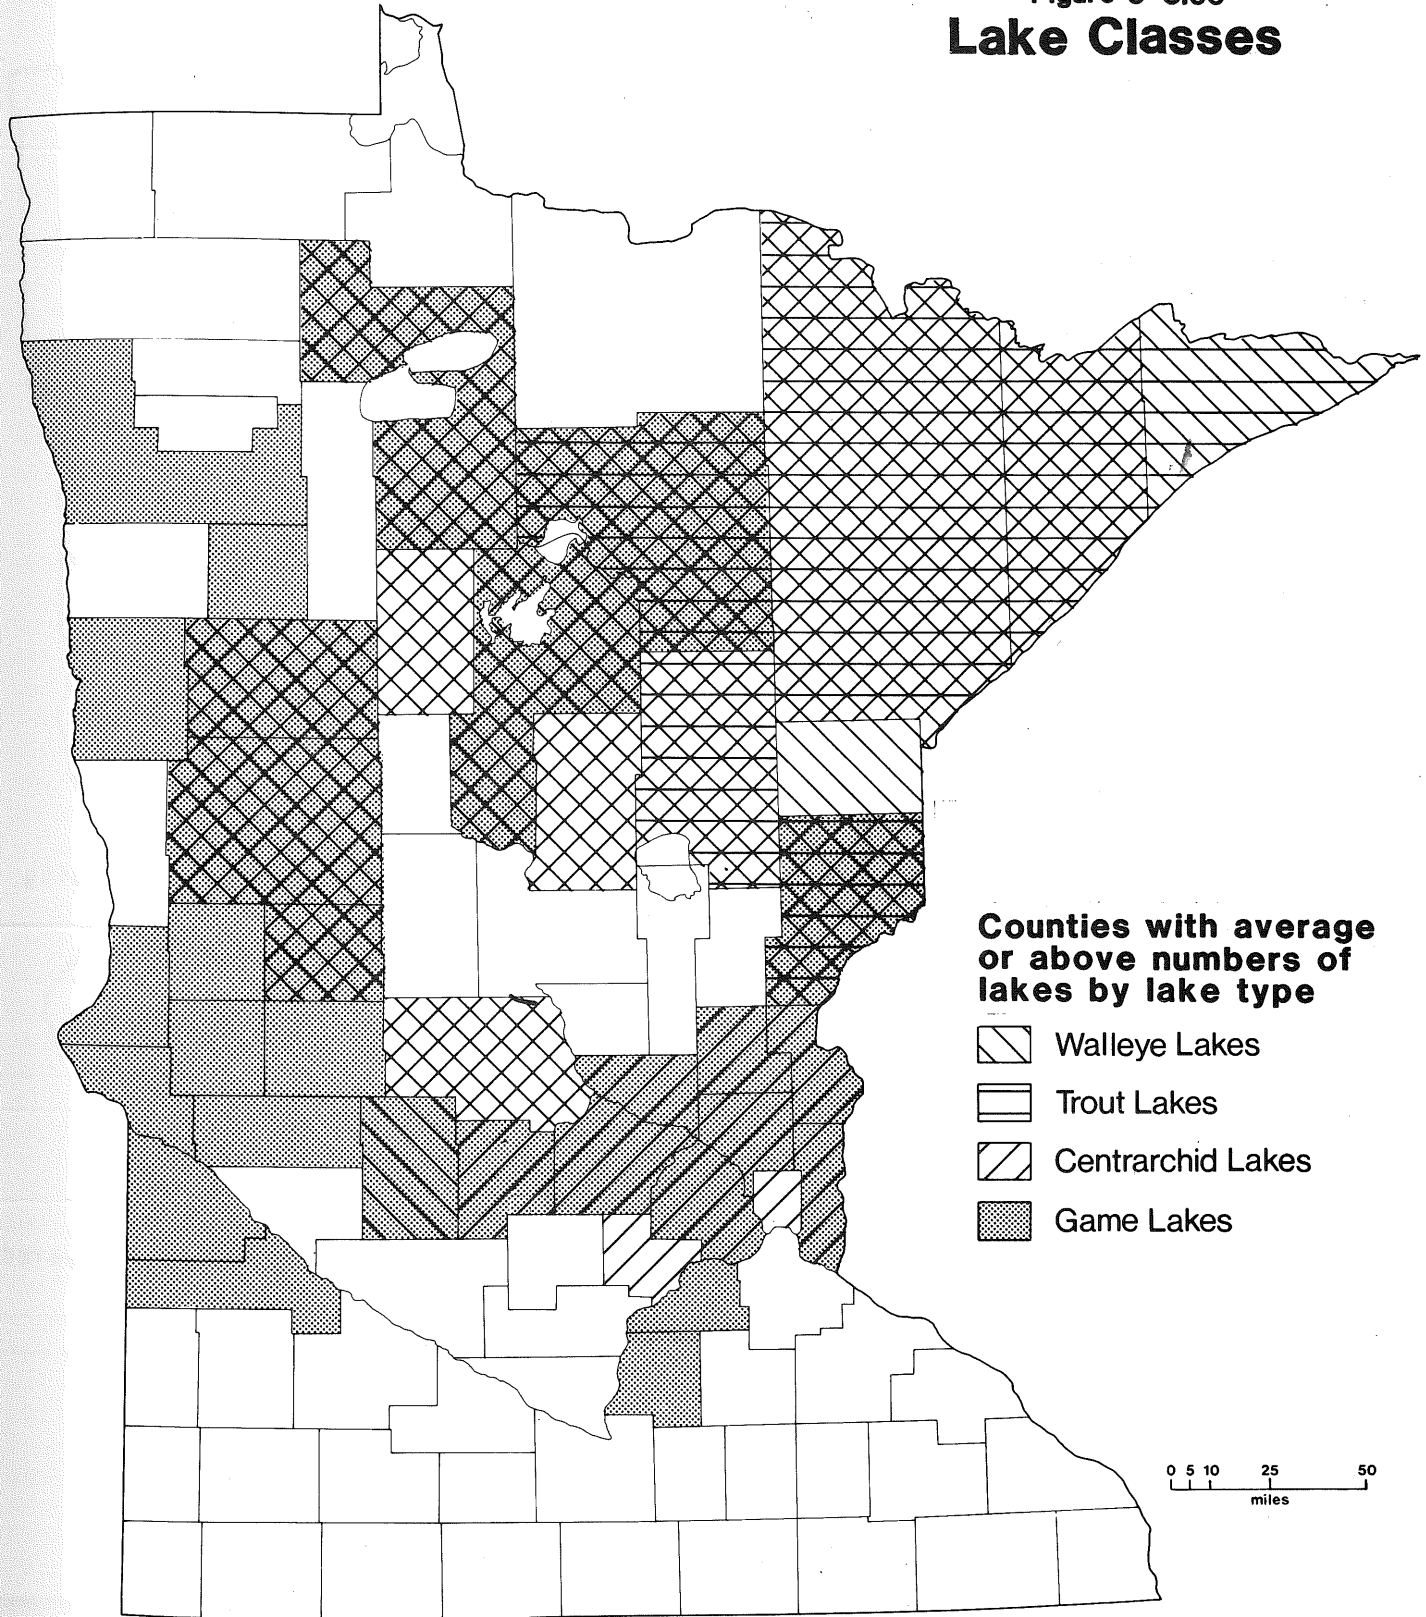 Lake Classes
Counties with average
or above numbers of
lakes by lake type
Walleye Lakes
Trout Lakes
Centrarchid Lakes
Game Lakes
0 5 10 25 50
miles